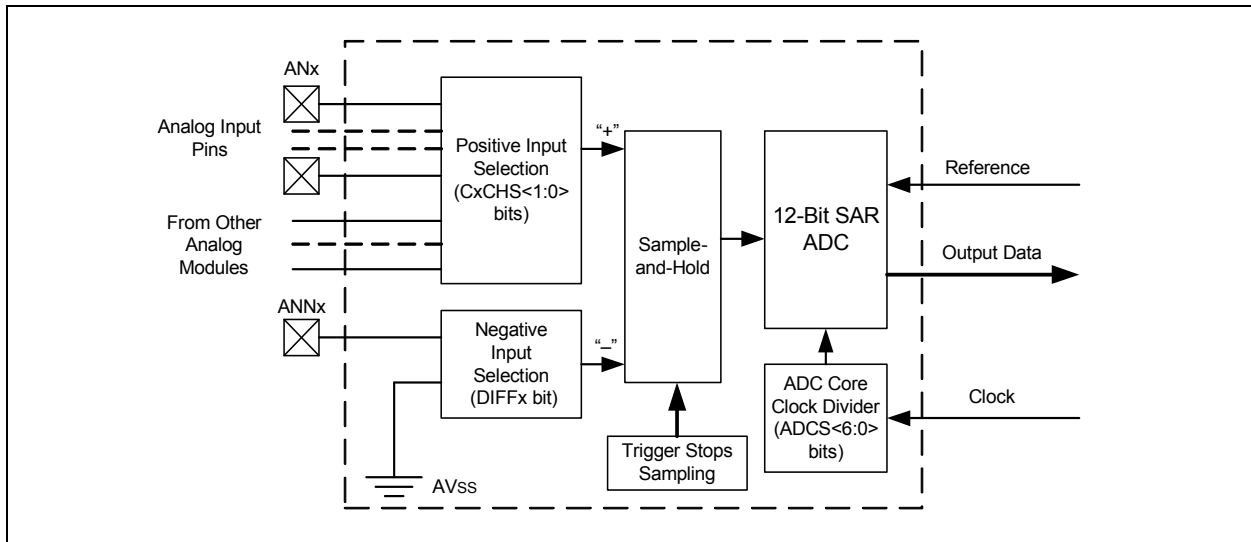 ANx
Analog Input
Pins
From Other
Analog
Modules
ANNx
Positive Input
Selection
(CxCHS<1:0>
bits)
"+"
Negative
Input
Selection
(DIFFx bit)
"–"
AVss
Sample-
and-Hold
Trigger Stops
Sampling
12-Bit SAR
ADC
ADC Core
Clock Divider
(ADCS<6:0>
bits)
Reference
Output Data
Clock